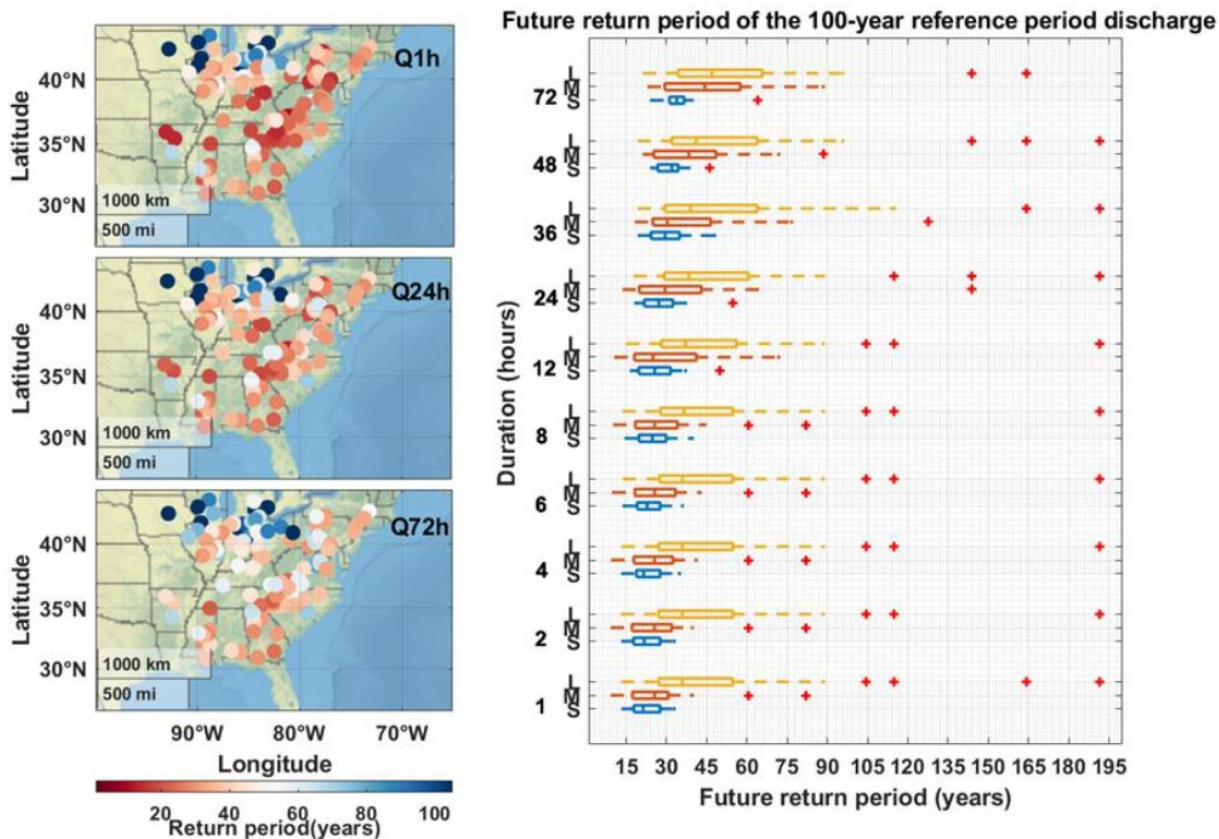 Future return period of the 100-year reference period discharge
Q1h
Latitude
40°N
35°N
30°N
1000 km
500 mi
Q24h
Latitude
40°N
35°N
30°N
1000 km
500 mi
Q72h
Latitude
40°N
35°N
30°N
1000 km
500 mi
90°W 80°W 70°W
Longitude
20 40 60 80 100
Return period(years)
Duration (hours)
L
72 M
S
L
48 M
S
L
36 M
S
L
24 M
S
L
12 M
S
L
8 M
S
L
6 M
S
L
4 M
S
L
2 M
S
L
1 M
S
15 30 45 60 75 90 105 120 135 150 165 180 195
Future return period (years)